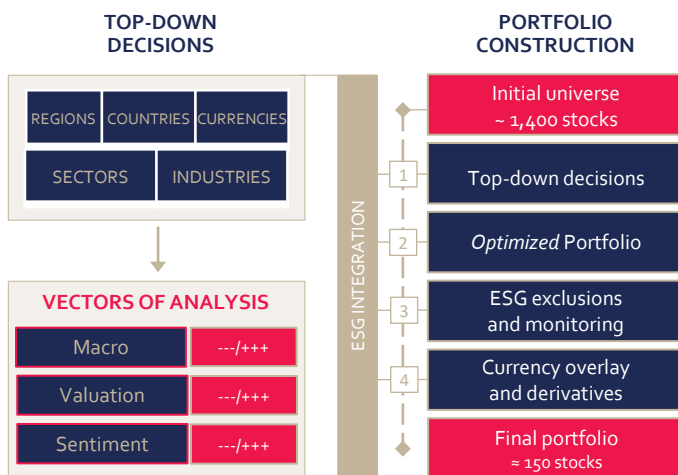 TOP-DOWN
DECISIONS
REGIONS
COUNTRIES
CURRENCIES
SECTORS
INDUSTRIES
VECTORS OF ANALYSIS
Macro
---/+++
Valuation
---/+++
Sentiment
---/+++
ESG INTEGRATION
PORTFOLIO
CONSTRUCTION
Initial universe
~ 1,400 stocks
1
Top-down decisions
2
Optimized Portfolio
3
ESG exclusions
and monitoring
4
Currency overlay
and derivatives
Final portfolio
≈ 150 stocks